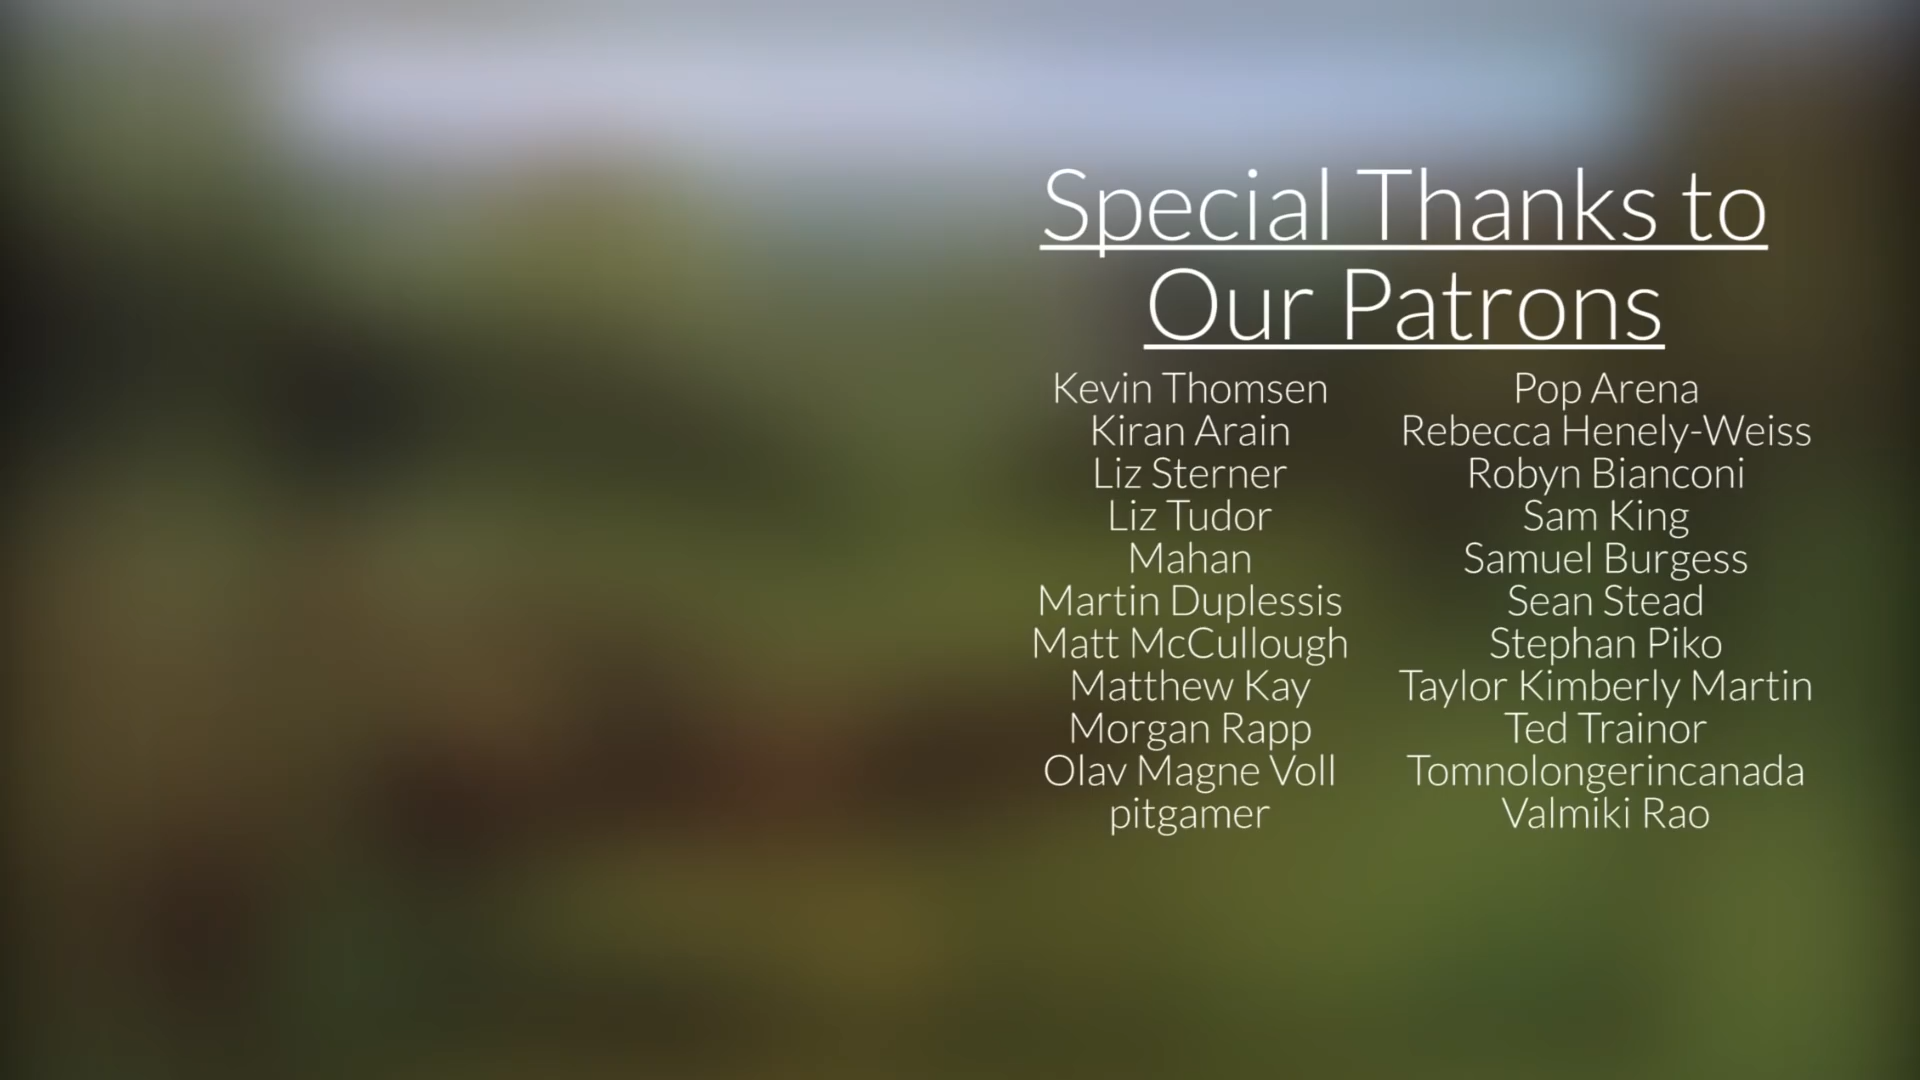 Special Thanks to
Our Patrons
Kevin Thomsen
Kiran Arain
Liz Sterner
Liz Tudor
Mahan
Martin Duplessis
Matt McCullough
Matthew Kay
Morgan Rapp
Olav Magne Voll
pitgamer
Pop Arena
Rebecca Henely-Weiss
Robyn Bianconi
Sam King
Samuel Burgess
Sean Stead
Stephan Piko
Taylor Kimberly Martin
Ted Trainor
Tomnolongerincanada
Valmiki Rao